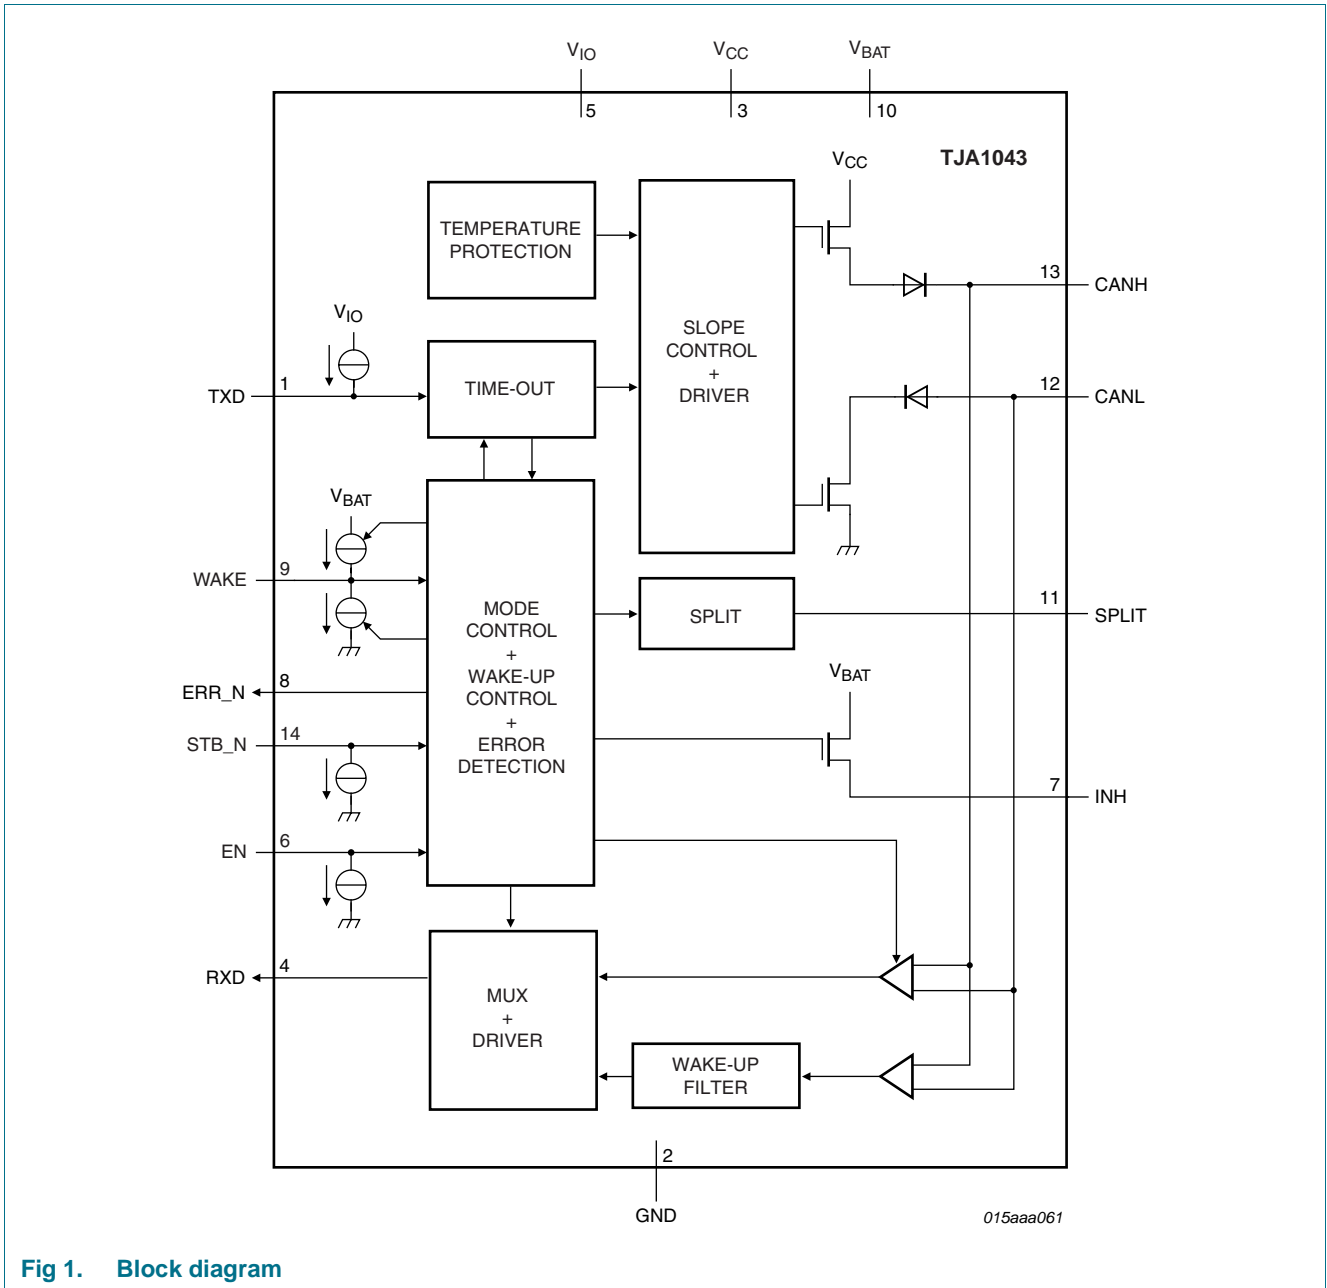 VIO
VCC
VBAT
5
3
10
TJA1043
VCC
TEMPERATURE
PROTECTION
13
CANH
VIO
SLOPE
CONTROL
+
DRIVER
TXD
1
TIME-OUT
12
CANL
VBAT
WAKE
9
MODE
CONTROL
+
WAKE-UP
CONTROL
+
ERROR
DETECTION
SPLIT
11
SPLIT
VBAT
ERR_N
8
STB_N
14
7
INH
EN
6
RXD
4
MUX
+
DRIVER
WAKE-UP
FILTER
2
GND
015aaa061
Fig 1. Block diagram